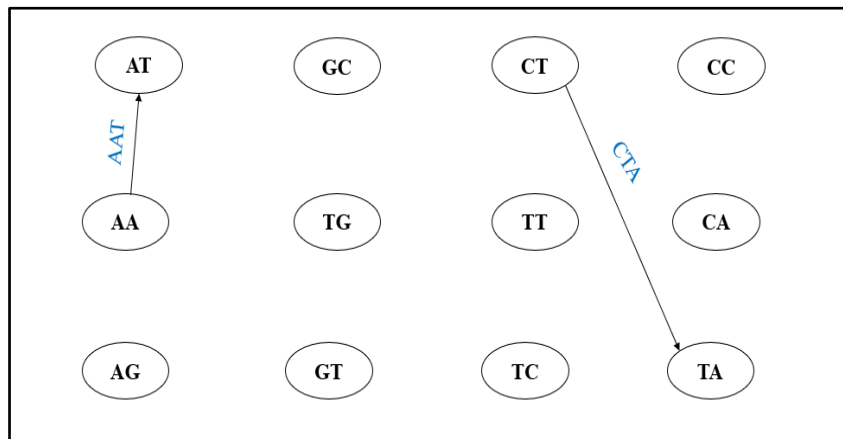 AT GC CT CC
AAT
CTA
AA TG TT CA
AG GT TC TA